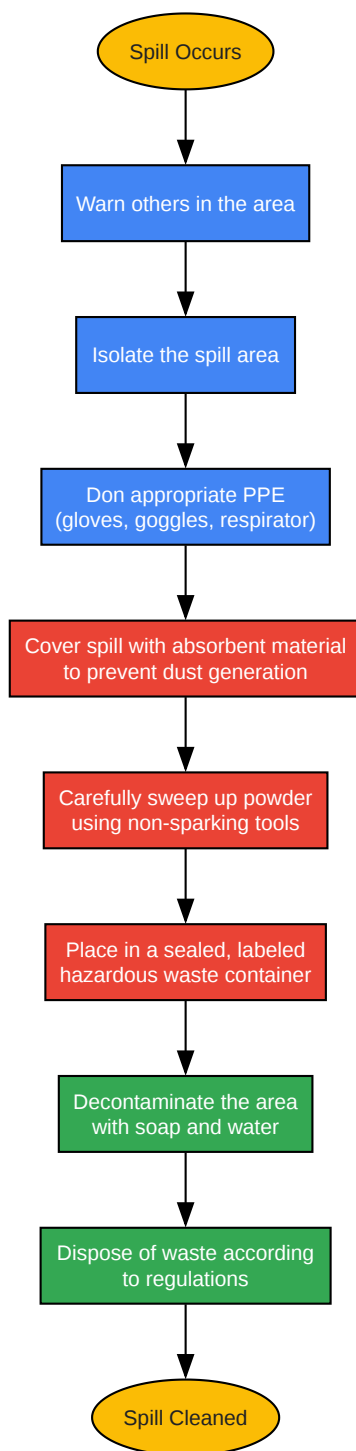 Spill Occurs
Warn others in the area
Isolate the spill area
Don appropriate PPE
(gloves, goggles, respirator)
Cover spill with absorbent material
to prevent dust generation
Carefully sweep up powder
using non-sparking tools
Place in a sealed, labeled
hazardous waste container
Decontaminate the area
with soap and water
Dispose of waste according
to regulations
Spill Cleaned